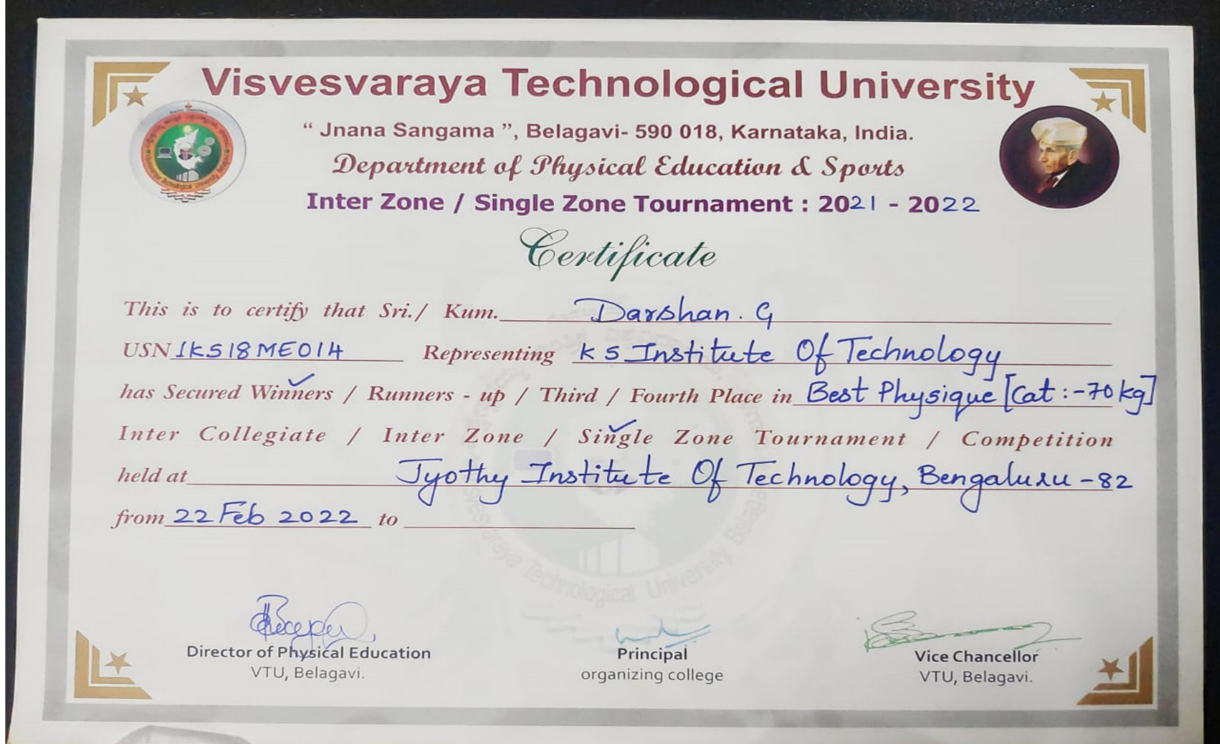 Visvesvaraya Technological University
“ Jnana Sangama ”, Belagavi- 590 018, Karnataka, India.
Department of Physical Education & Sports
Inter Zone / Single Zone Tournament : 2021 - 2022
Certificate
This is to certify that Sri./ Kum. Darshan. G
USN 1KS18ME014 Representing K S Institute Of Technology
has Secured Winners / Runners - up / Third / Fourth Place in Best Physique [Cat :-70 kg]
Inter Collegiate / Inter Zone / Single Zone Tournament / Competition
held at Jyothy Institute Of Technology, Bengaluru -82
from 22 Feb 2022 to
Director of Physical Education
VTU, Belagavi.
Principal
organizing college
Vice Chancellor
VTU, Belagavi.